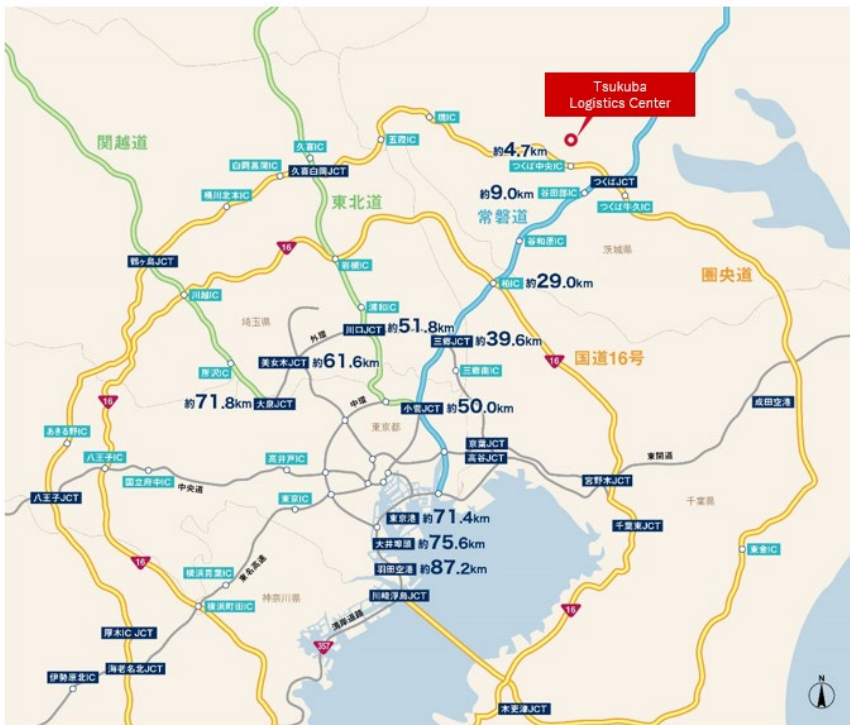 Tsukuba
Logistics Center
関越道
境IC
五霞IC
久喜IC
白岡菖蒲IC
久喜白岡JCT
約4.7km
つくば中央IC
桶川北本IC
東北道
約9.0km
谷田部IC
つくばJCT
つくば牛久IC
常磐道
谷和原IC
茨城県
16
鶴ヶ島JCT
岩槻IC
圏央道
川越IC
柏IC
約29.0km
浦和IC
埼玉県
外環
川口JCT
約51.8km
三郷JCT
約39.6km
国道16号
美女木JCT
約61.6km
三郷南IC
16
所沢IC
約71.8km
大泉JCT
中環
小菅JCT
約50.0km
成田空港
16
東京都
あきる野IC
京葉JCT
高谷JCT
東関道
八王子IC
高井戸IC
国立府中IC
中央道
宮野木JCT
八王子JCT
東京IC
千葉県
東京港
約71.4km
千葉東JCT
大井埠頭
約75.6km
東金IC
16
羽田空港
約87.2km
横浜青葉IC
東名高速
川崎浮島JCT
神奈川県
横浜町田IC
16
湾岸道路
厚木IC JCT
357
海老名北JCT
伊勢原北IC
木更津JCT
N